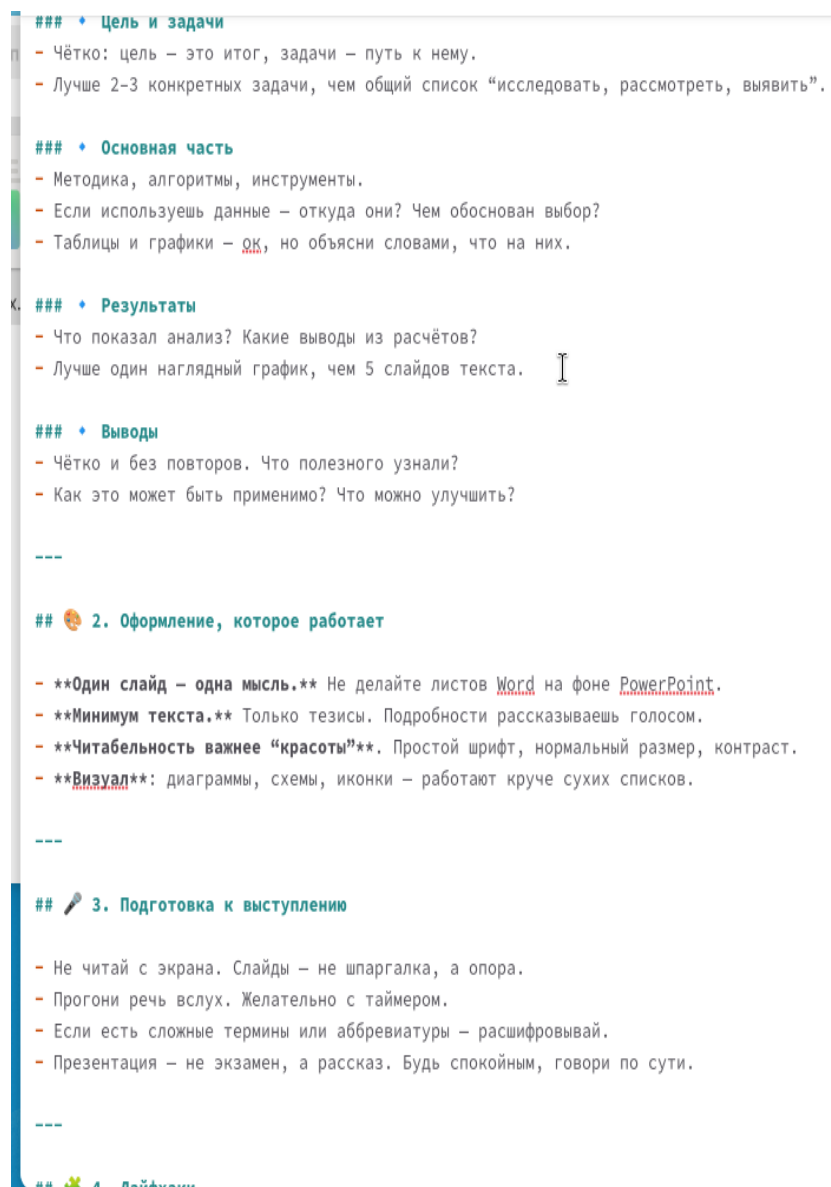 ### 🔹 Цель и задачи
- Чётко: цель — это итог, задачи — путь к нему.
- Лучше 2–3 конкретных задачи, чем общий список “исследовать, рассмотреть, выявить”.
### 🔹 Основная часть
- Методика, алгоритмы, инструменты.
- Если используешь данные — откуда они? Чем обоснован выбор?
- Таблицы и графики — ок, но объясни словами, что на них.
### 🔹 Результаты
- Что показал анализ? Какие выводы из расчётов?
- Лучше один наглядный график, чем 5 слайдов текста.
### 🔹 Выводы
- Чётко и без повторов. Что полезного узнали?
- Как это может быть применимо? Что можно улучшить?
---
## 🎨 2. Оформление, которое работает
- **Один слайд — одна мысль.** Не делайте листов Word на фоне PowerPoint.
- **Минимум текста.** Только тезисы. Подробности рассказываешь голосом.
- **Читабельность важнее “красоты”**. Простой шрифт, нормальный размер, контраст.
- **Визуал**: диаграммы, схемы, иконки — работают круче сухих списков.
---
## 🎤 3. Подготовка к выступлению
- Не читай с экрана. Слайды — не шпаргалка, а опора.
- Прогони речь вслух. Желательно с таймером.
- Если есть сложные термины или аббревиатуры — расшифровывай.
- Презентация — не экзамен, а рассказ. Будь спокойным, говори по сути.
---
## 🧩 4. Лайфхаки